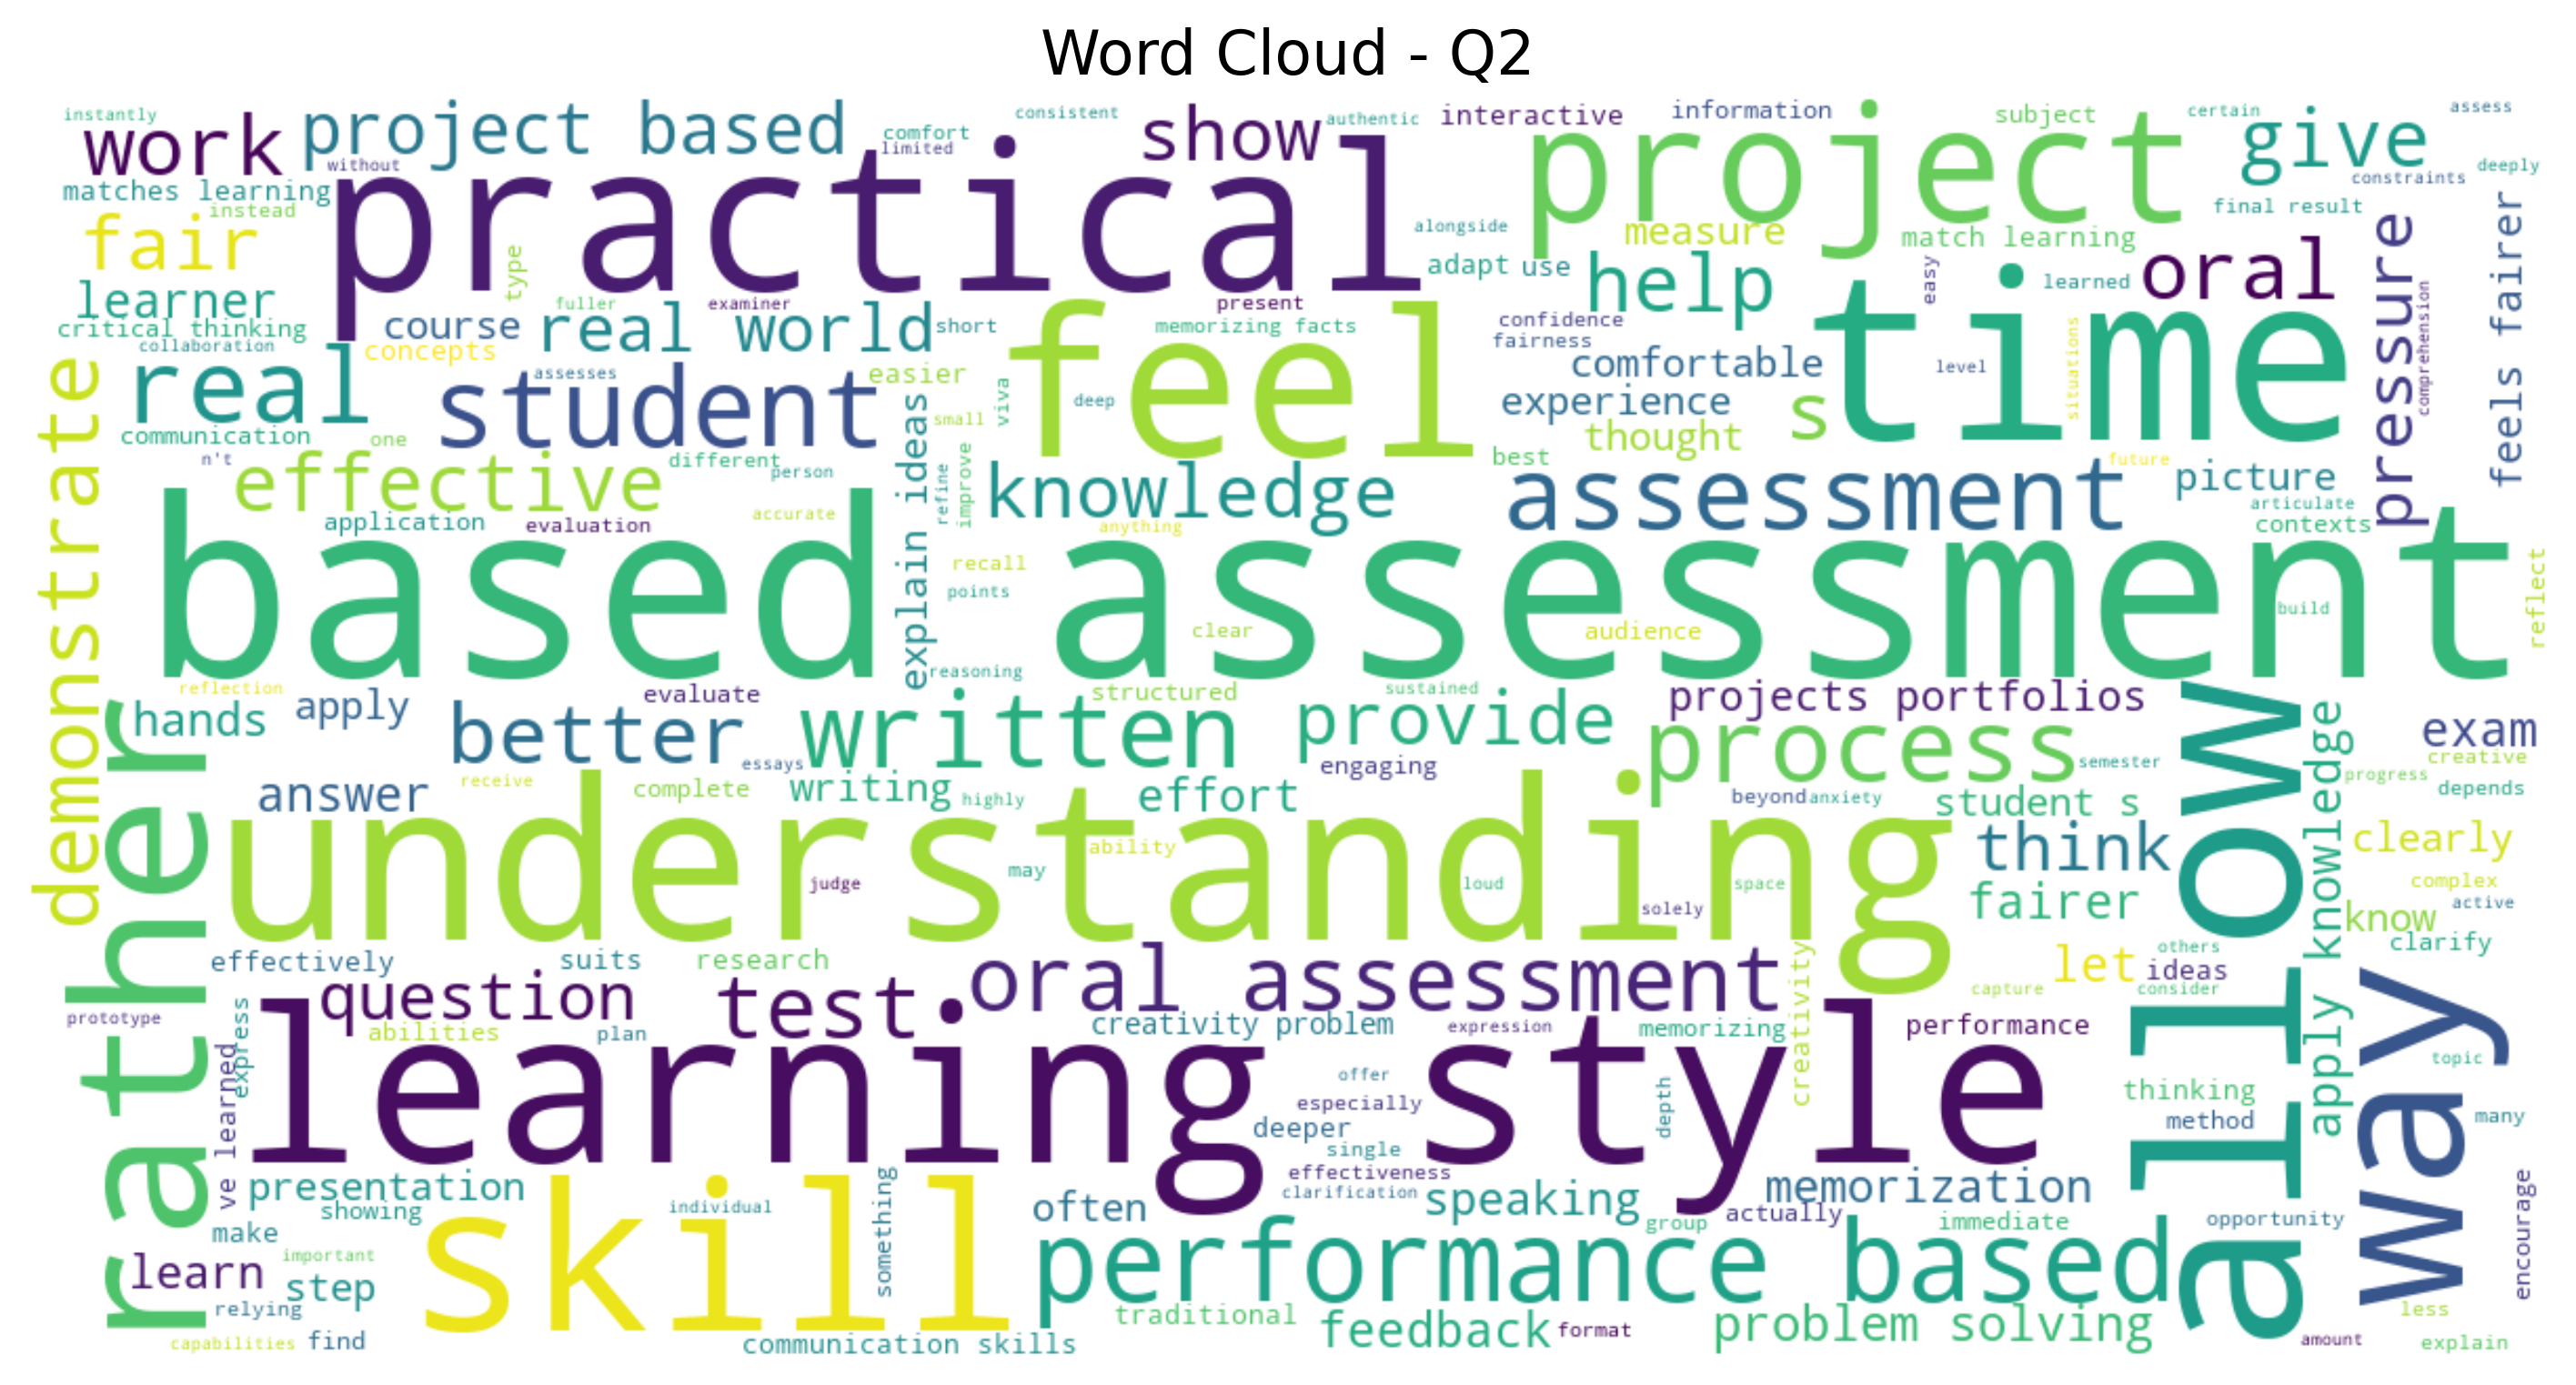 Word Cloud - Q2
instantly
work
project based
without
comfort
limited
consistent
show
authentic
interactive
information
subject
certain
give
assess
deeply
constraints
matches learning
instead
practical
project
final result
fair
type
alongside
measure
match learning
adapt
use
help
easy
learned
oral
pressure
feels fairer
learner
critical thinking
collaboration
fuller
examiner
present
course
real world
short
memorizing facts
confidence
fairness
time
comprehension
concepts
feel
real
student
assesses
easier
viva
deep
comfortable
level
situations
experience
s
demonstrate
communication
one
explain ideas
small
thought
n't
effective
different
person
refine
improve
knowledge
best
assessment
future
picture
articulate
contexts
application
evaluation
accurate
anything
based assessment
recall
points
clear
audience
build
reflect
reasoning
reflection
hands
apply
evaluate
better
essays
written
structured
sustained
provide
projects portfolios
process
semester
allow
apply knowledge
exam
creative
progress
depends
rather
answer
receive
complete
writing
highly
effort
engaging
beyond
anxiety
student s
understanding
judge
may
ability
loud
space
solely
think
fairer
clearly
complex
active
know
clarify
effectively
suits
research
oral assessment
creativity
let
others
ideas
capture
consider
way
prototype
express
question
abilities
plan
test
creativity problem
expression
memorizing
performance
ve learned
learning style
offer
especially
deeper
single
depth
thinking
method
topic
many
effectiveness
clarification
presentation
showing
make
individual
something
often
speaking
group
memorization
actually
immediate
opportunity
encourage
learn
important
step
relying
skill
performance based
capabilities
find
communication skills
traditional
feedback
format
problem solving
amount
less
explain